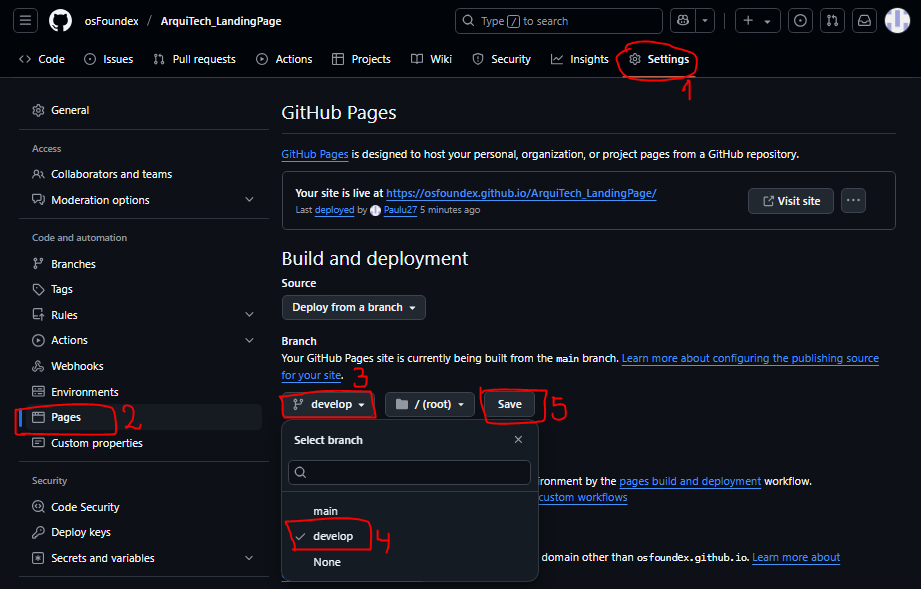 osFoundex / ArquiTech_LandingPage
Type / to search
Code Issues Pull requests Actions Projects Wiki Security Insights Settings
1
General
Access
Collaborators and teams
Moderation options
Code and automation
Branches
Tags
Rules
Actions
Webhooks
Environments
Pages 2
Custom properties
Security
Code Security
Deploy keys
Secrets and variables
GitHub Pages
GitHub Pages is designed to host your personal, organization, or project pages from a GitHub repository.
Your site is live at https://osfoundex.github.io/ArquiTech_LandingPage/
Last deployed by Paulu27 5 minutes ago
Visit site
Build and deployment
Source
Deploy from a branch
Branch
Your GitHub Pages site is currently being built from the main branch. Learn more about configuring the publishing source
for your site.
3
develop / (root) Save 5
Select branch
main
develop 4
None
ironment by the pages build and deployment workflow.
custom workflows
domain other than osfoundex.github.io. Learn more about